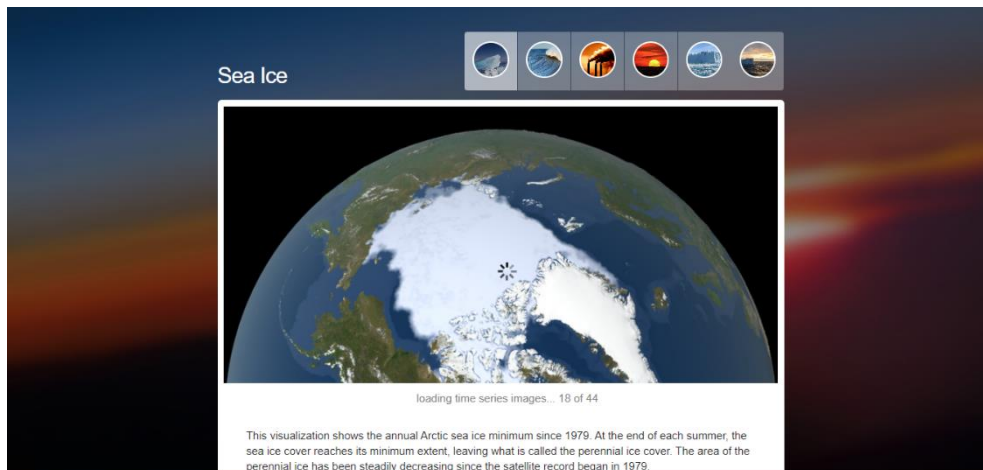 Sea Ice
loading time series images... 18 of 44
This visualization shows the annual Arctic sea ice minimum since 1979. At the end of each summer, the
sea ice cover reaches its minimum extent, leaving what is called the perennial ice cover. The area of the
perennial ice has been steadily decreasing since the satellite record began in 1979.